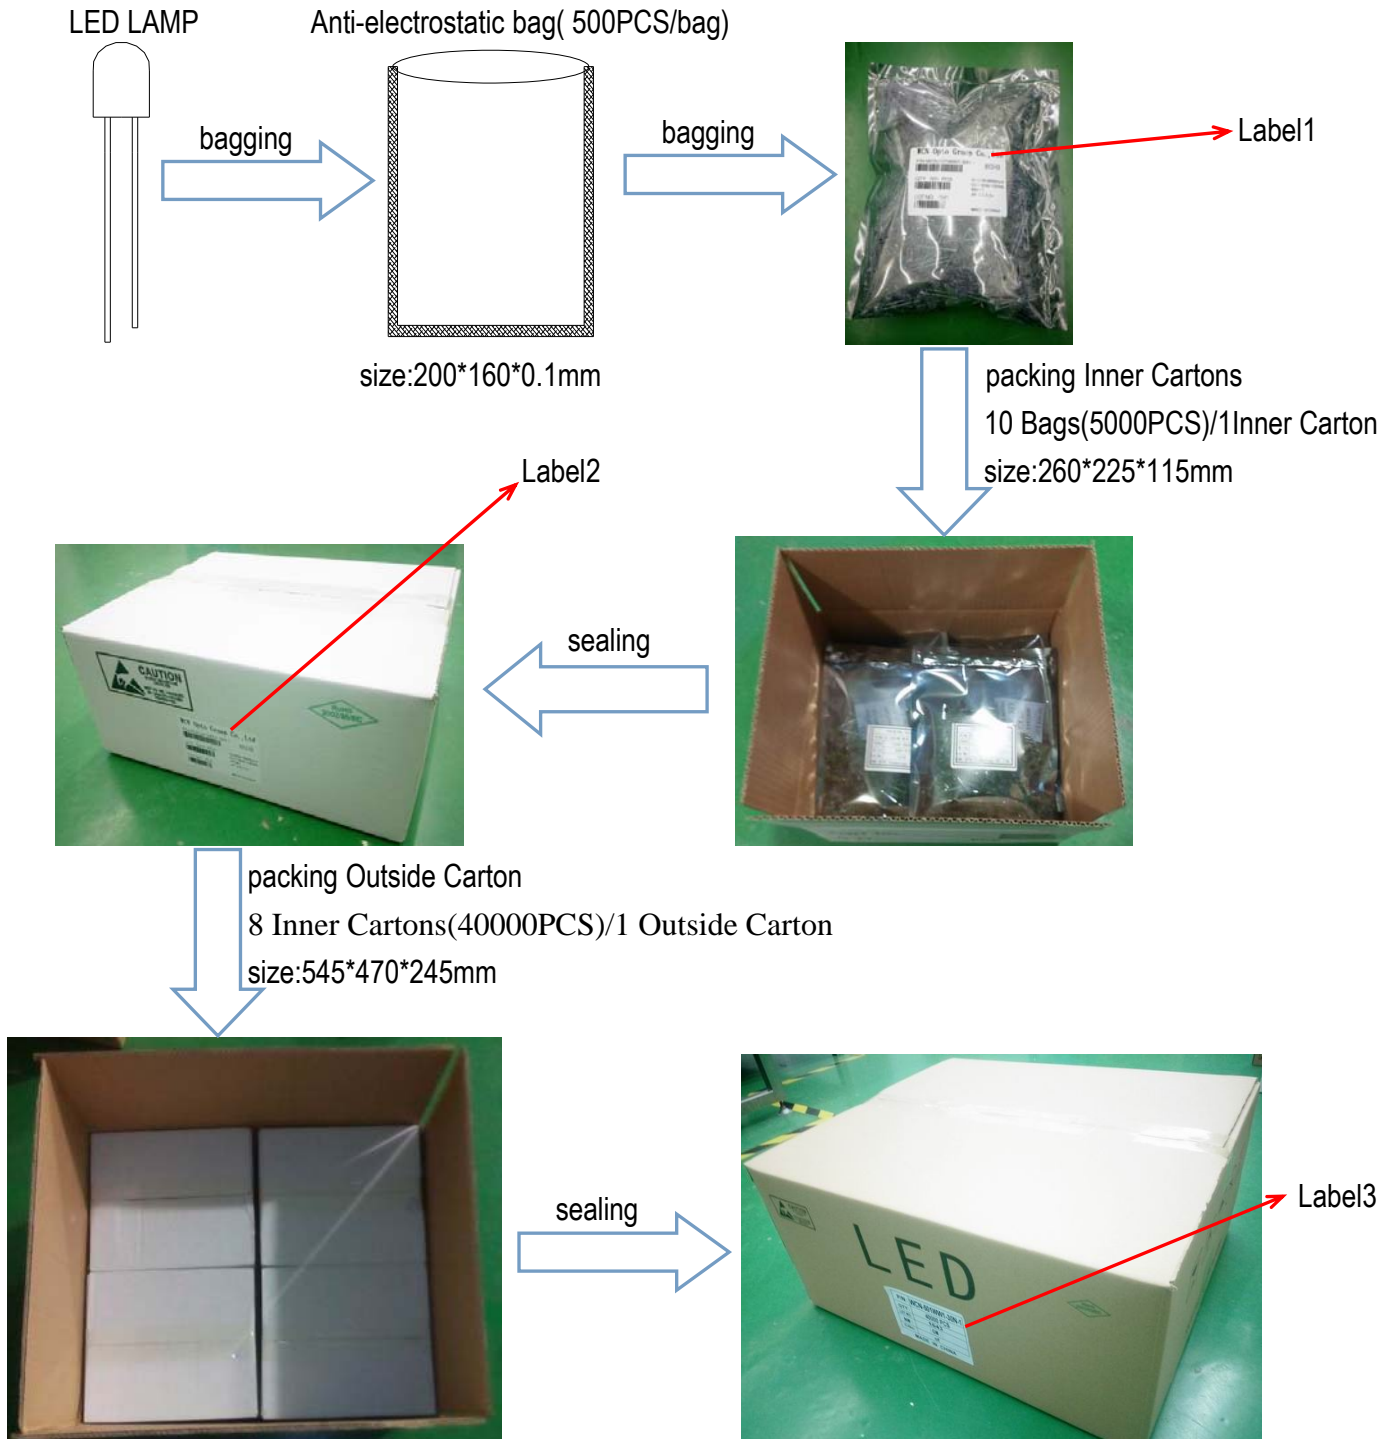 LED LAMP
Anti-electrostatic bag( 500PCS/bag)
bagging
bagging
Label1
size:200*160*0.1mm
packing Inner Cartons
10 Bags(5000PCS)/1Inner Carton
size:260*225*115mm
Label2
sealing
CAUTION
packing Outside Carton
8 Inner Cartons(40000PCS)/1 Outside Carton
size:545*470*245mm
sealing
Label3
LED